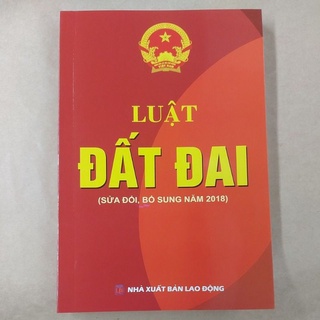 LUẬT
ĐẤT ĐAI
(SỬA ĐỔI, BỔ SUNG NĂM 2018)
NHÀ XUẤT BẢN LAO ĐỘNG